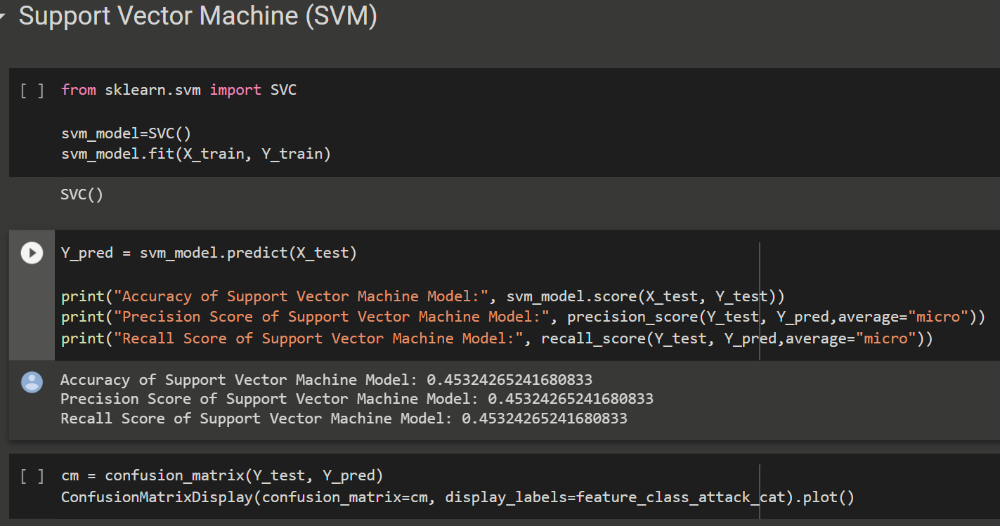 Support Vector Machine (SVM)
[ ] from sklearn.svm import SVC
svm_model=SVC()
svm_model.fit(X_train, Y_train)
SVC()
Y_pred = svm_model.predict(X_test)
print("Accuracy of Support Vector Machine Model:", svm_model.score(X_test, Y_test))
print("Precision Score of Support Vector Machine Model:", precision_score(Y_test, Y_pred,average="micro"))
print("Recall Score of Support Vector Machine Model:", recall_score(Y_test, Y_pred,average="micro"))
Accuracy of Support Vector Machine Model: 0.45324265241680833
Precision Score of Support Vector Machine Model: 0.45324265241680833
Recall Score of Support Vector Machine Model: 0.45324265241680833
[ ] cm = confusion_matrix(Y_test, Y_pred)
ConfusionMatrixDisplay(confusion_matrix=cm, display_labels=feature_class_attack_cat).plot()